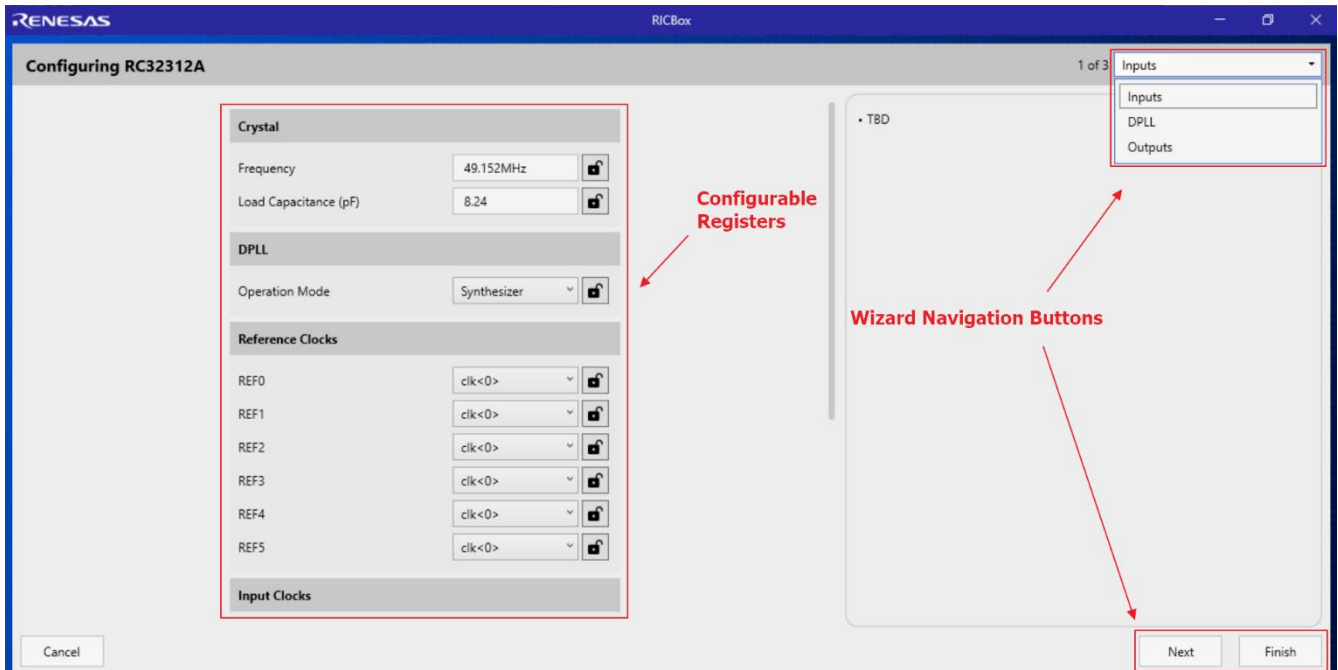 RENESAS
RICBox
Configuring RC32312A
1 of 3
Inputs
Inputs
DPLL
Outputs
Crystal
Frequency 49.152MHz
Load Capacitance (pF) 8.24
DPLL
Operation Mode Synthesizer
Reference Clocks
REF0 clk<0>
REF1 clk<0>
REF2 clk<0>
REF3 clk<0>
REF4 clk<0>
REF5 clk<0>
Input Clocks
Configurable
Registers
• TBD
Wizard Navigation Buttons
Cancel
Next
Finish